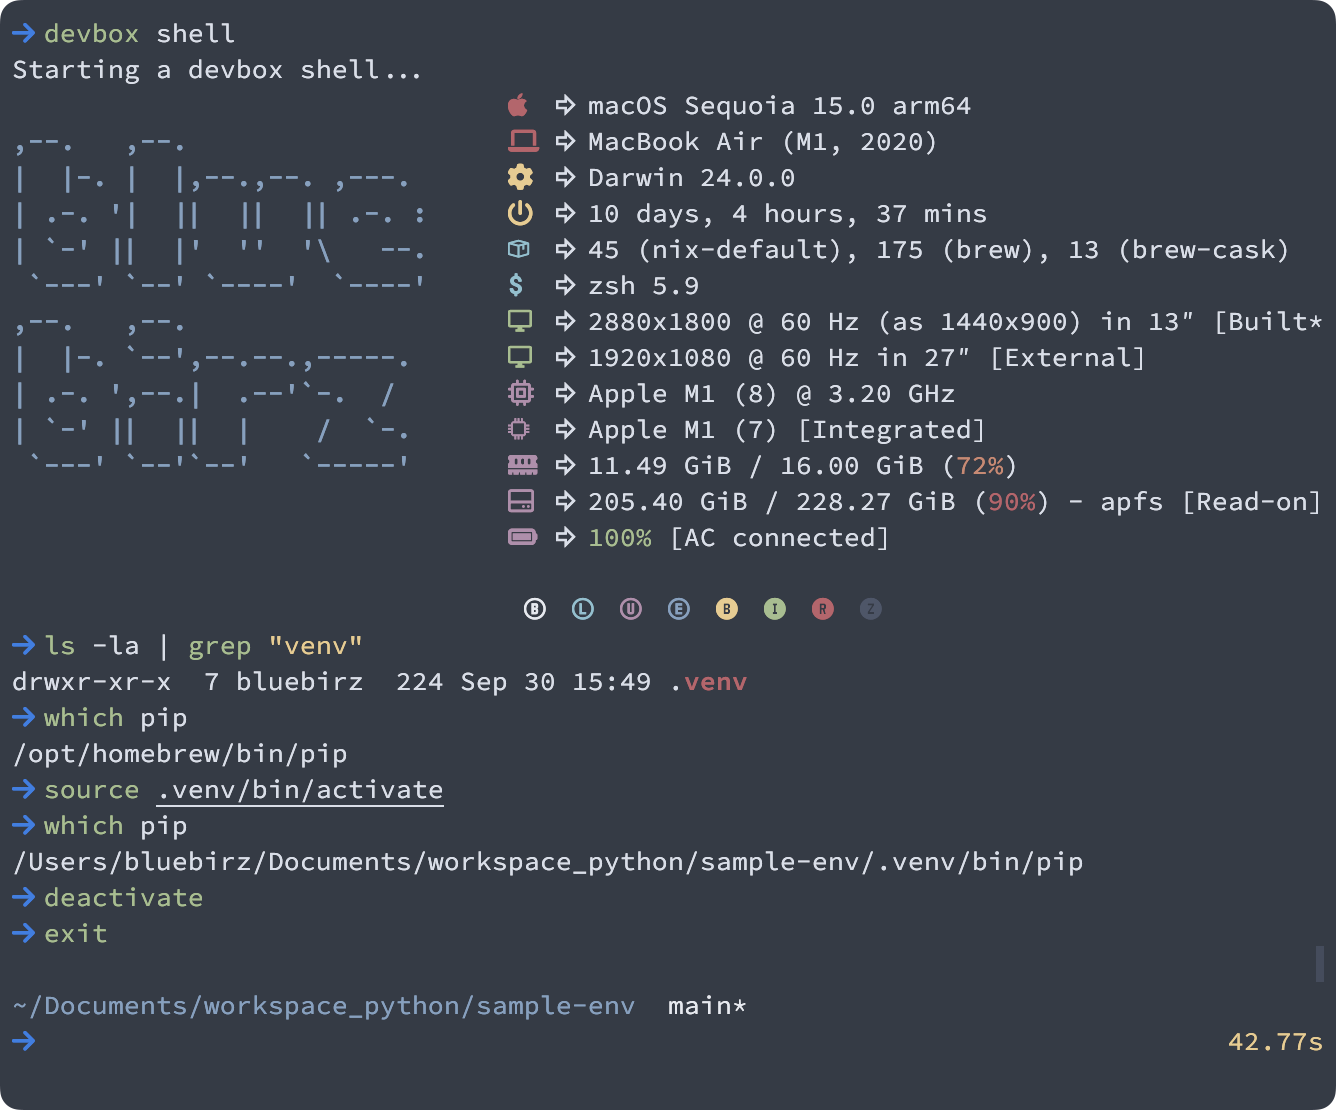 → devbox shell
Starting a devbox shell...
➩ macOS Sequoia 15.0 arm64
,--.   ,--.                     ➩ MacBook Air (M1, 2020)
|  |-. |  |,--.,--. ,---.       ➩ Darwin 24.0.0
| .-. '|  ||  ||  || .-. :      ➩ 10 days, 4 hours, 37 mins
| `-' ||  |'  ''  '\   --.      ➩ 45 (nix-default), 175 (brew), 13 (brew-cask)
 `---' `--' `----'  `----'    $ ➩ zsh 5.9
,--.   ,--.                     ➩ 2880x1800 @ 60 Hz (as 1440x900) in 13″ [Built*
|  |-. `--',--.--.,-----.       ➩ 1920x1080 @ 60 Hz in 27″ [External]
| .-. ',--.|  .--'`-.  /        ➩ Apple M1 (8) @ 3.20 GHz
| `-' ||  ||  |    /  `-.       ➩ Apple M1 (7) [Integrated]
 `---' `--'`--'   `-----'       ➩ 11.49 GiB / 16.00 GiB (72%)
➩ 205.40 GiB / 228.27 GiB (90%) - apfs [Read-on]
➩ 100% [AC connected]
B L U E B I R Z
→ ls -la | grep "venv"
drwxr-xr-x  7 bluebirz  224 Sep 30 15:49 .venv
→ which pip
/opt/homebrew/bin/pip
→ source .venv/bin/activate
→ which pip
/Users/bluebirz/Documents/workspace_python/sample-env/.venv/bin/pip
→ deactivate
→ exit
~/Documents/workspace_python/sample-env  main*
→ 42.77s